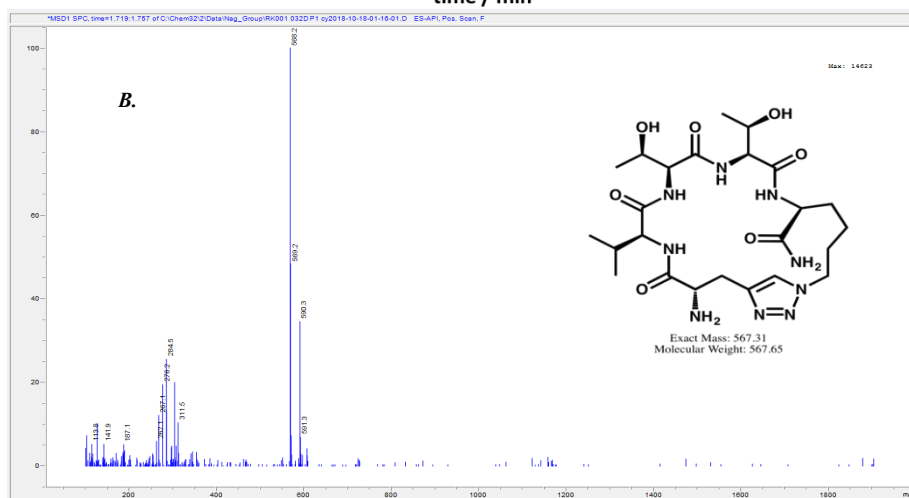 time / min
*MSD1 SPC, time=1.719:1.757 of C:\Chem32\2\Data\Nag_Group\RK001 032D P1 cy2018-10-18-01-16-01.D ES-API, Pos, Scan, F
568.2
100
Max: 14623
B.
OH
O
OH
80
O
N
H
O
NH
HN
60
O
O
NH2
569.2
NH
O
N
N=N
NH2
40
590.3
Exact Mass: 567.31
Molecular Weight: 567.65
284.5
276.2
20
311.5
267.1
262.1
113.8
141.9
187.1
591.3
0
200
400
600
800
1000
1200
1400
1600
1800
m